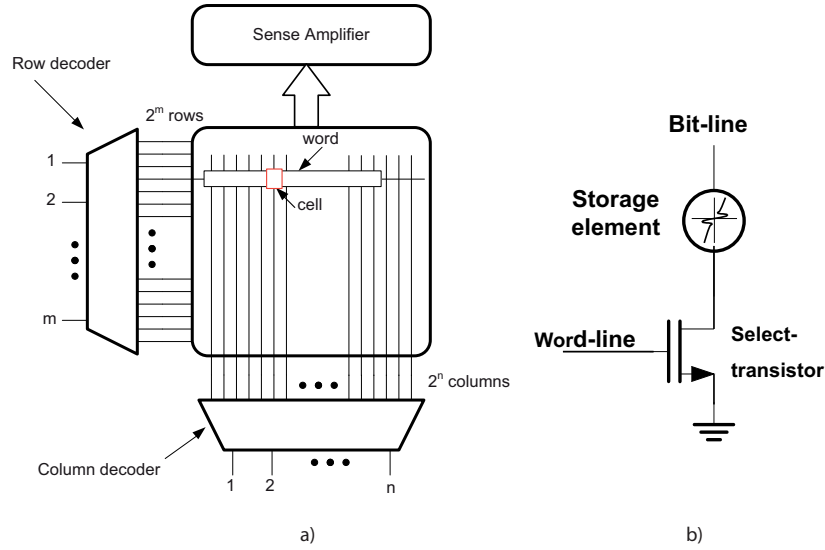 Sense Amplifier
Row decoder
2^m rows
word
1
2
cell
m
2^n columns
Column decoder
1 2 n
a)
Bit-line
Storage
element
Word-line
Select-
transistor
b)